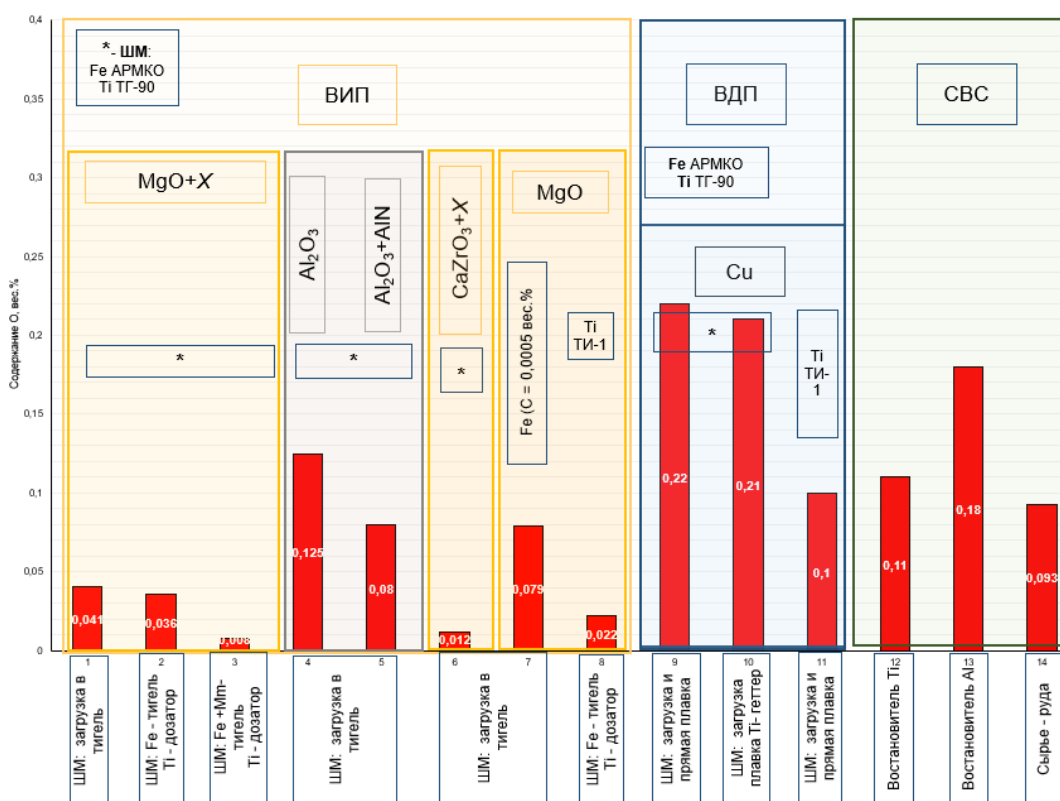 Содержание О, вес.%
0,4
0,35
0,3
0,25
0,2
0,15
0,1
0,05
0
*- ШМ:
Fe АРМКО
Ti ТГ-90
ВИП
MgO+X
*
Al₂O₃
Al₂O₃+AlN
*
CaZrO₃+X
*
MgO
Fe (C = 0,0005 вес.%
Ti
ТИ-1
ВДП
Fe АРМКО
Ti ТГ-90
Cu
*
Ti
ТИ-
1
СВС
0,041
0,036
0,008
0,125
0,08
0,012
0,079
0,022
0,22
0,21
0,1
0,11
0,18
0,093
1
2
3
4
5
6
7
8
9
10
11
12
13
14
ШМ: загрузка в
тигель
ШМ: Fe - тигель
Ti - дозатор
ШМ: Fe +Mm-
тигель
Ti - дозатор
ШМ: загрузка в
тигель
ШМ: загрузка в
тигель
ШМ: Fe - тигель
Ti - дозатор
ШМ: загрузка и
прямая плавка
ШМ: загрузка
плавка Ti- геттер
ШМ: загрузка и
прямая плавка
Востановитель Ti
Востановитель Al
Сырье - руда